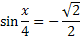 sin x/4 = −√2/2